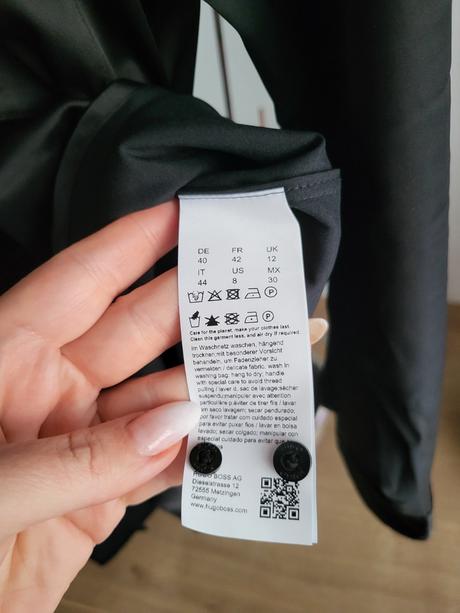 DE FR UK
40 42 12
IT US MX
44 8 30
Care for the planet, make your clothes last.
Clean this garment less, and air dry if required.
im Waschnetz waschen, hängend
trocknen,mit besonderer Vorsicht
behandeln, um Fadenzieher zu
vermeiden / delicate fabric. wash in
washing bag; hang to dry; handle
with special care to avoid thread
pulling / laver d. sac de lavage;sécher
suspendu;manipuler avec attention
particulière p.éviter de tirer fils / lavar
en saco lavagem; secar pendurado;
por favor tratar com especial cuidado
para evitar puxar fios / lavar en bolsa
lavado; secar colgado; manipular con
especial cuidado para evitar que
HUGO BOSS AG
Dieselstrasse 12
72555 Metzingen
Germany
www.hugoboss.com